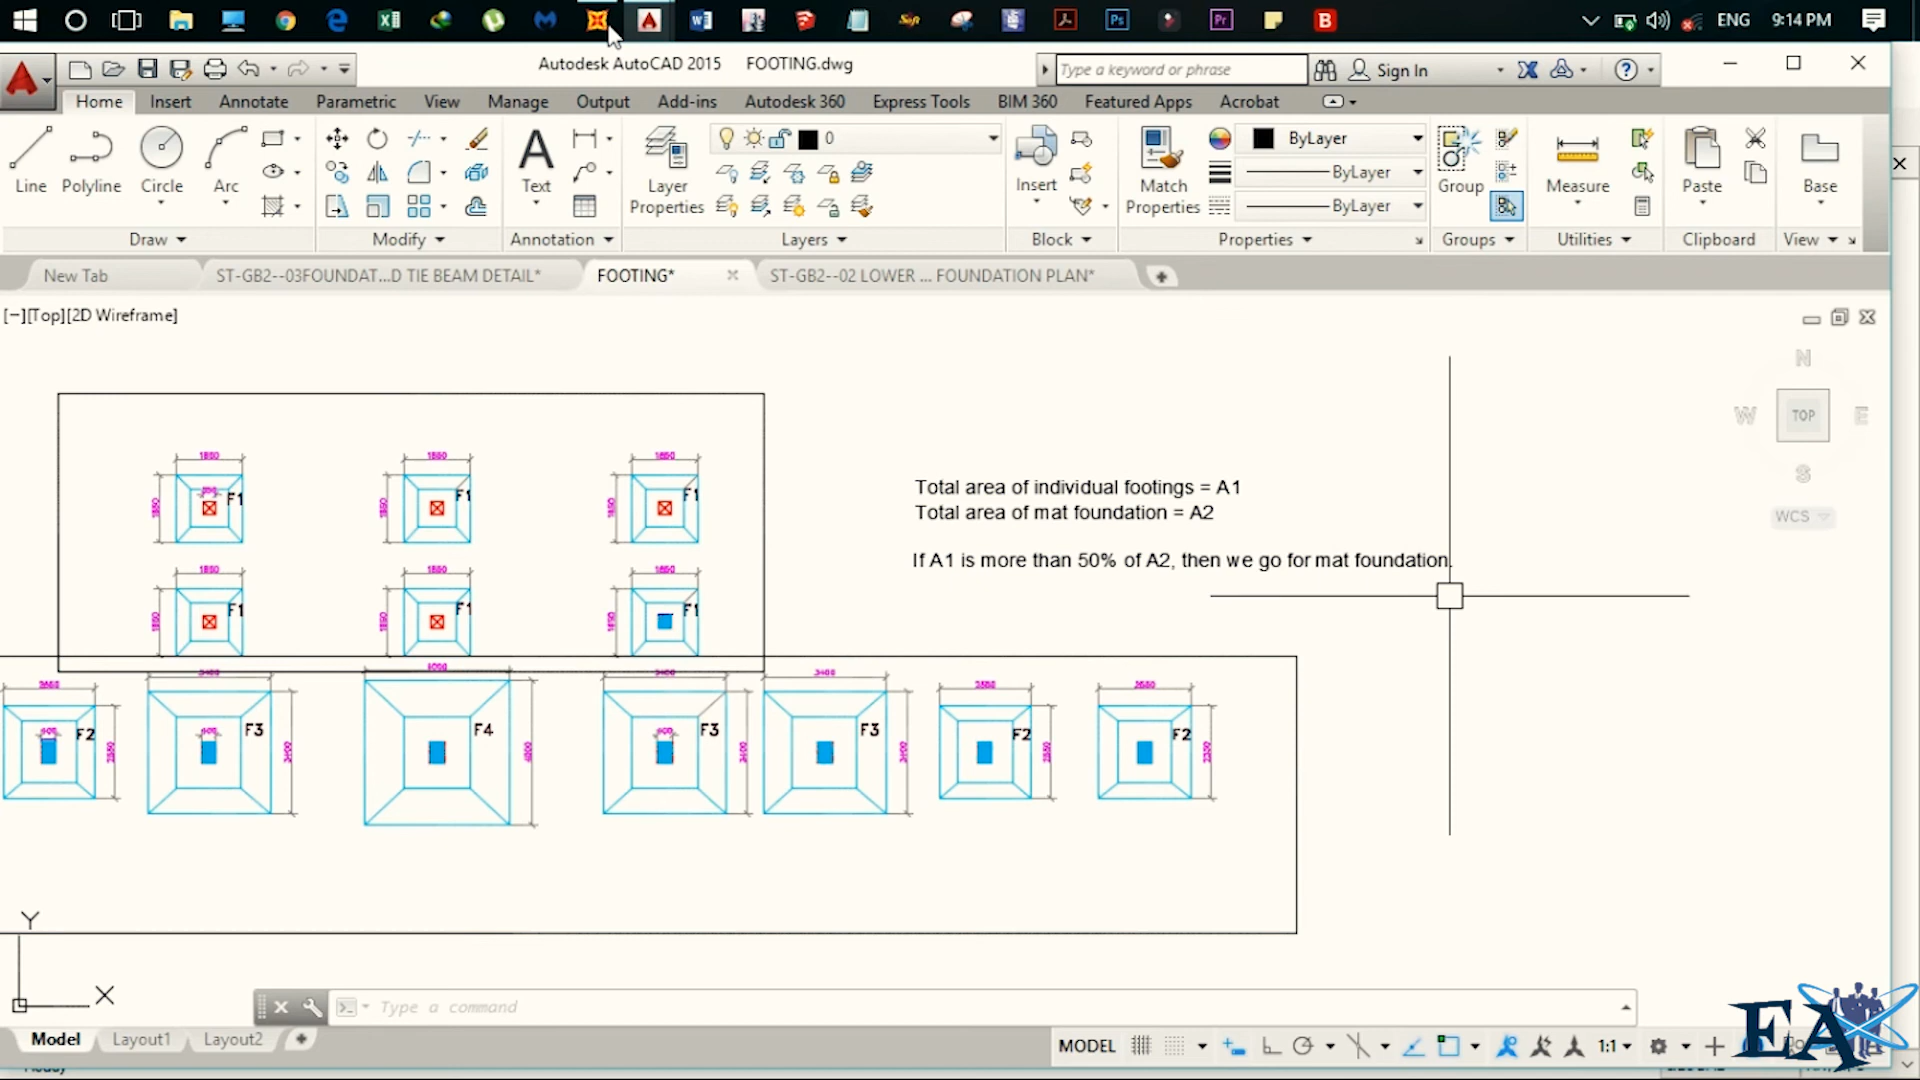 ENG
9:14 PM
Autodesk AutoCAD 2015 FOOTING.dwg
Type a keyword or phrase
Sign In
Home Insert Annotate Parametric View Manage Output Add-ins Autodesk 360 Express Tools BIM 360 Featured Apps Acrobat
0
ByLayer
ByLayer
ByLayer
Line Polyline Circle Arc
Text
Layer Properties
Insert
Match Properties
Group
Measure
Paste
Base
Draw Modify Annotation Layers Block Properties Groups Utilities Clipboard View
New Tab
ST-GB2--03FOUNDAT...D TIE BEAM DETAIL*
FOOTING*
ST-GB2--02 LOWER ... FOUNDATION PLAN*
[−][Top][2D Wireframe]
N
W TOP E
S
WCS
F1 F1 F1
F1 F1 F1
Total area of individual footings = A1
Total area of mat foundation = A2
If A1 is more than 50% of A2, then we go for mat foundation.
F2 F3 F4 F3 F3 F2 F2
Y
X
Type a command
Model Layout1 Layout2
MODEL
1:1
EA